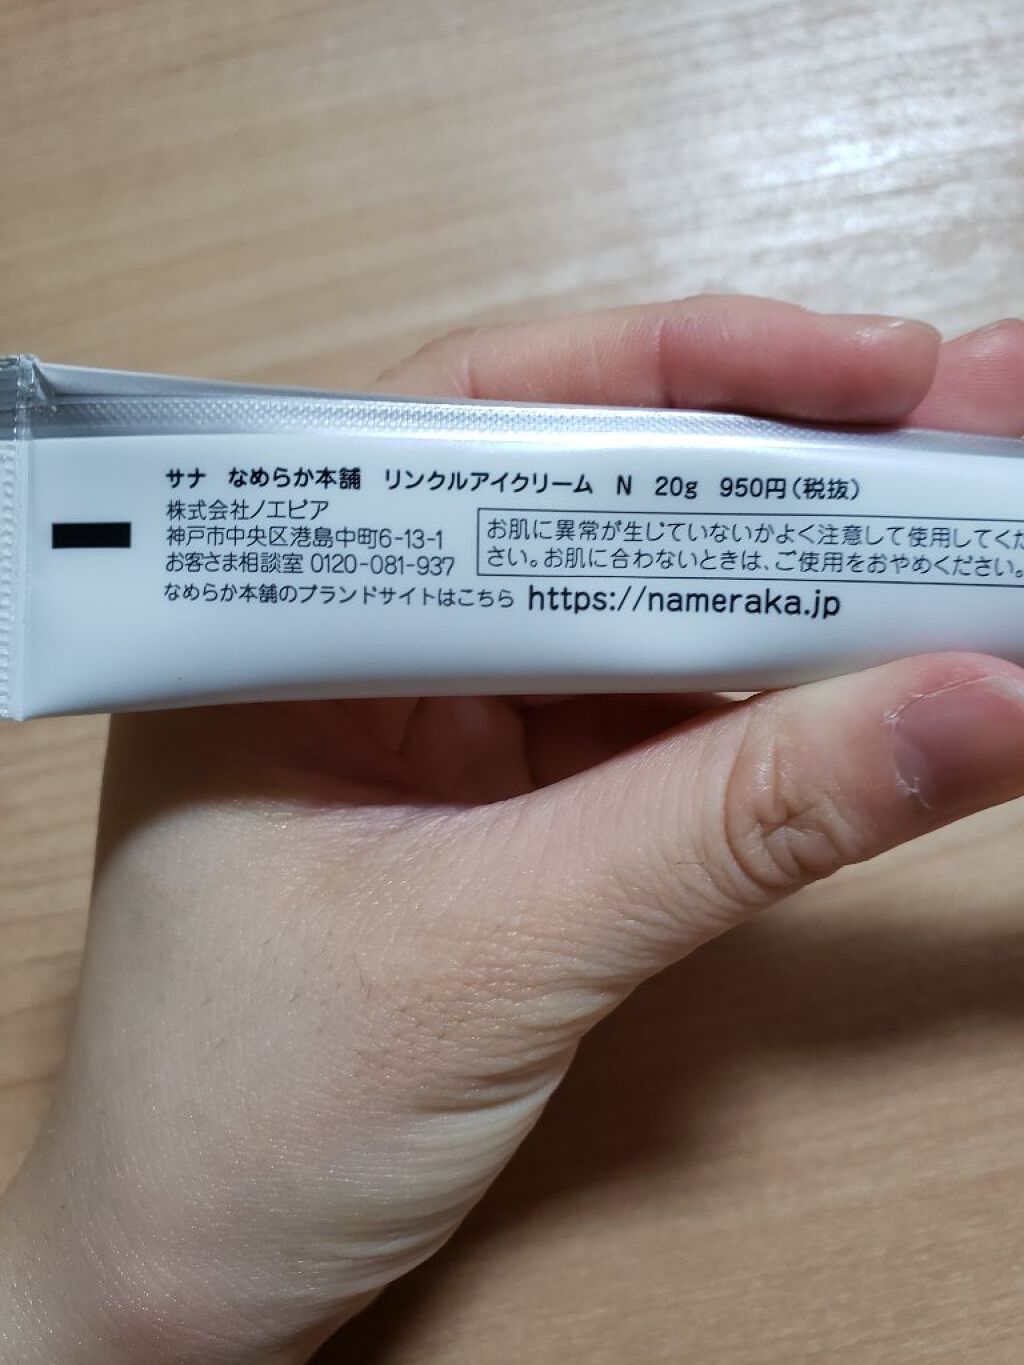 サナ なめらか本舗 リンクルアイクリーム N 20g 950円(税抜)
株式会社ノエビア
神戸市中央区港島中町6-13-1
お客さま相談室 0120-081-937
お肌に異常が生じていないかよく注意して使用してくだ
さい。お肌に合わないときは、ご使用をおやめください。
なめらか本舗のブランドサイトはこちら https://nameraka.jp